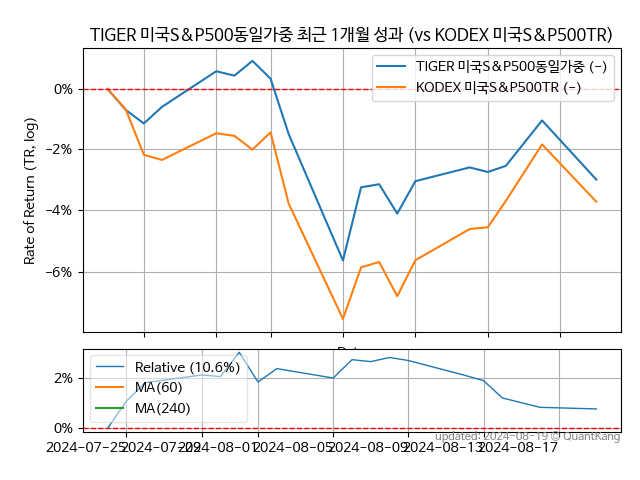 TIGER 미국S&P500동일가중 최근 1개월 성과 (vs KODEX 미국S&P500TR)
TIGER 미국S&P500동일가중 (-)
KODEX 미국S&P500TR (-)
Rate of Return (TR, log)
0%
−2%
−4%
−6%
Relative (10.6%)
MA(60)
MA(240)
2%
0%
updated: 2024-08-19 © QuantKang
2024-07-25
2024-08-01
2024-08-05
2024-08-09
2024-08-13
2024-08-17